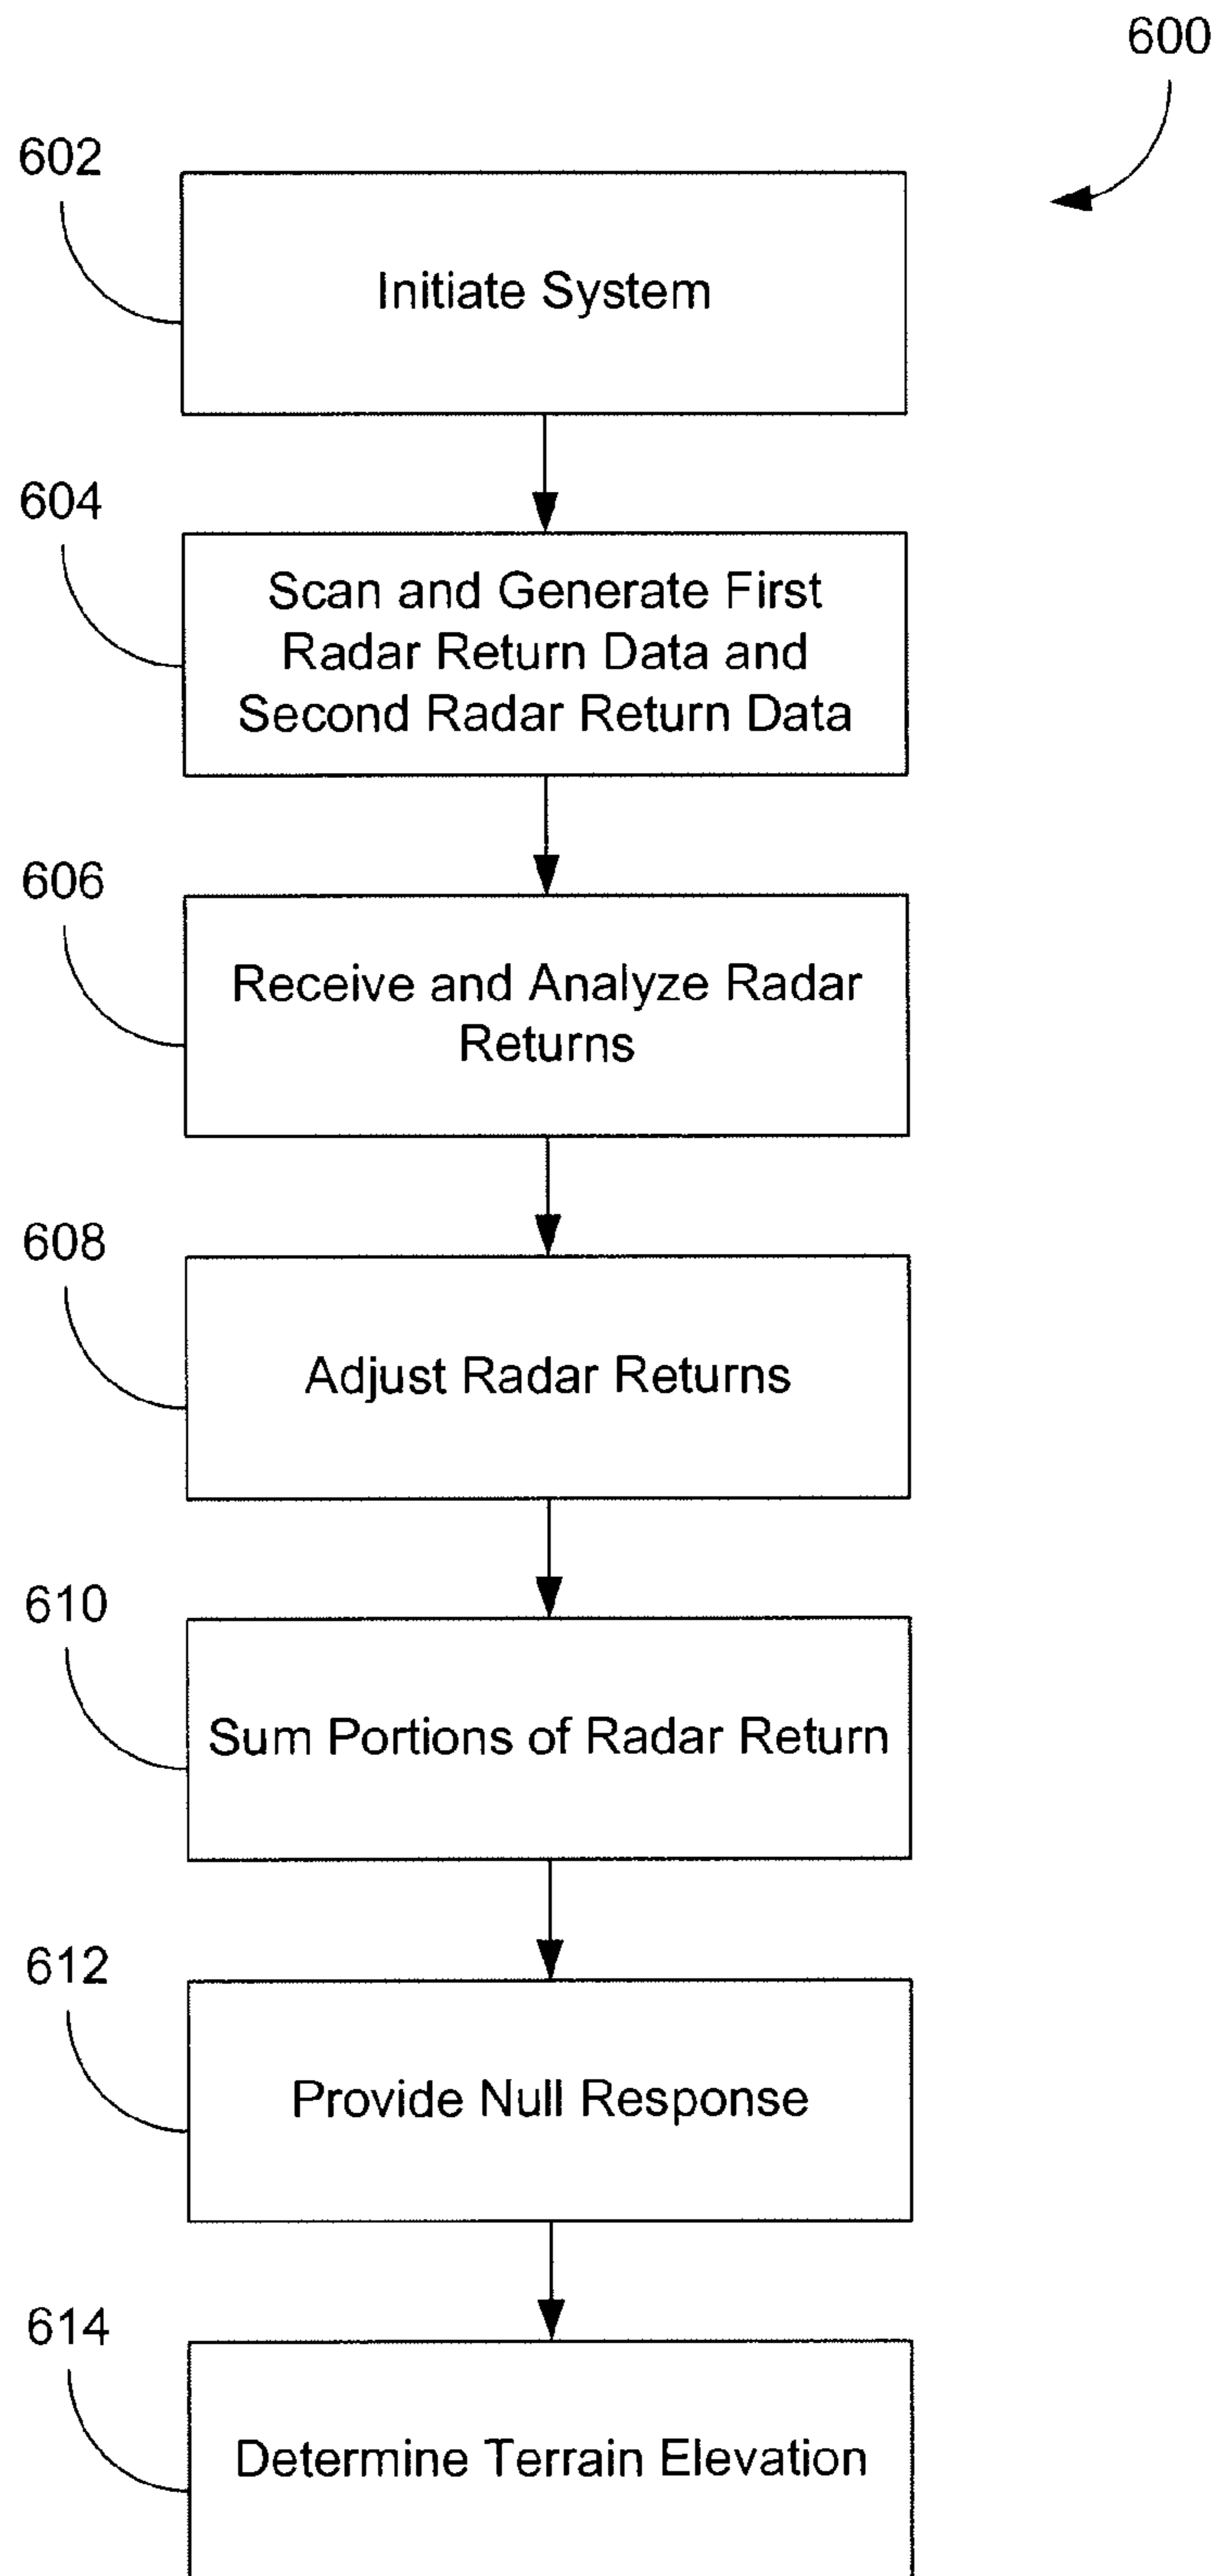 600
602
Initiate System
604
Scan and Generate First
Radar Return Data and
Second Radar Return Data
606
Receive and Analyze Radar
Returns
608
Adjust Radar Returns
610
Sum Portions of Radar Return
612
Provide Null Response
614
Determine Terrain Elevation